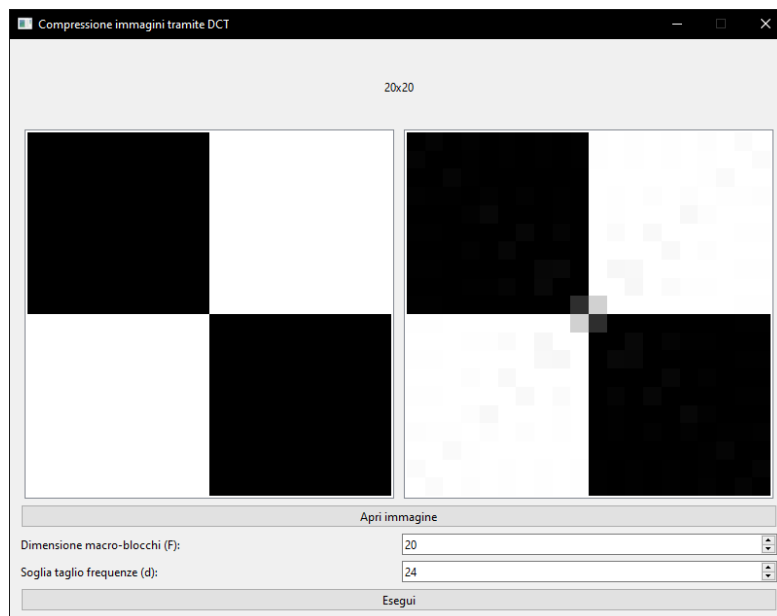 Compressione immagini tramite DCT
20x20
Apri immagine
Dimensione macro-blocchi (F): 20
Soglia taglio frequenze (d): 24
Esegui